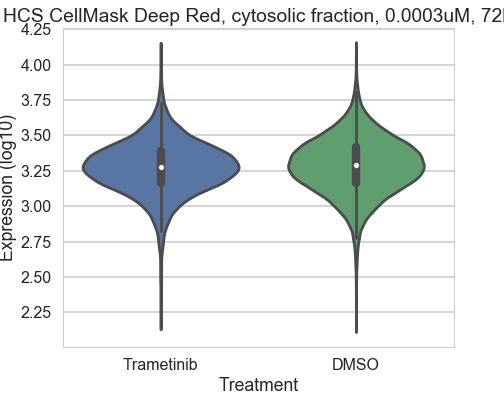 HCS CellMask Deep Red, cytosolic fraction, 0.0003uM, 72
4.25
4.00
3.75
3.50
3.25
3.00
2.75
2.50
2.25
Expression (log10)
Trametinib
DMSO
Treatment